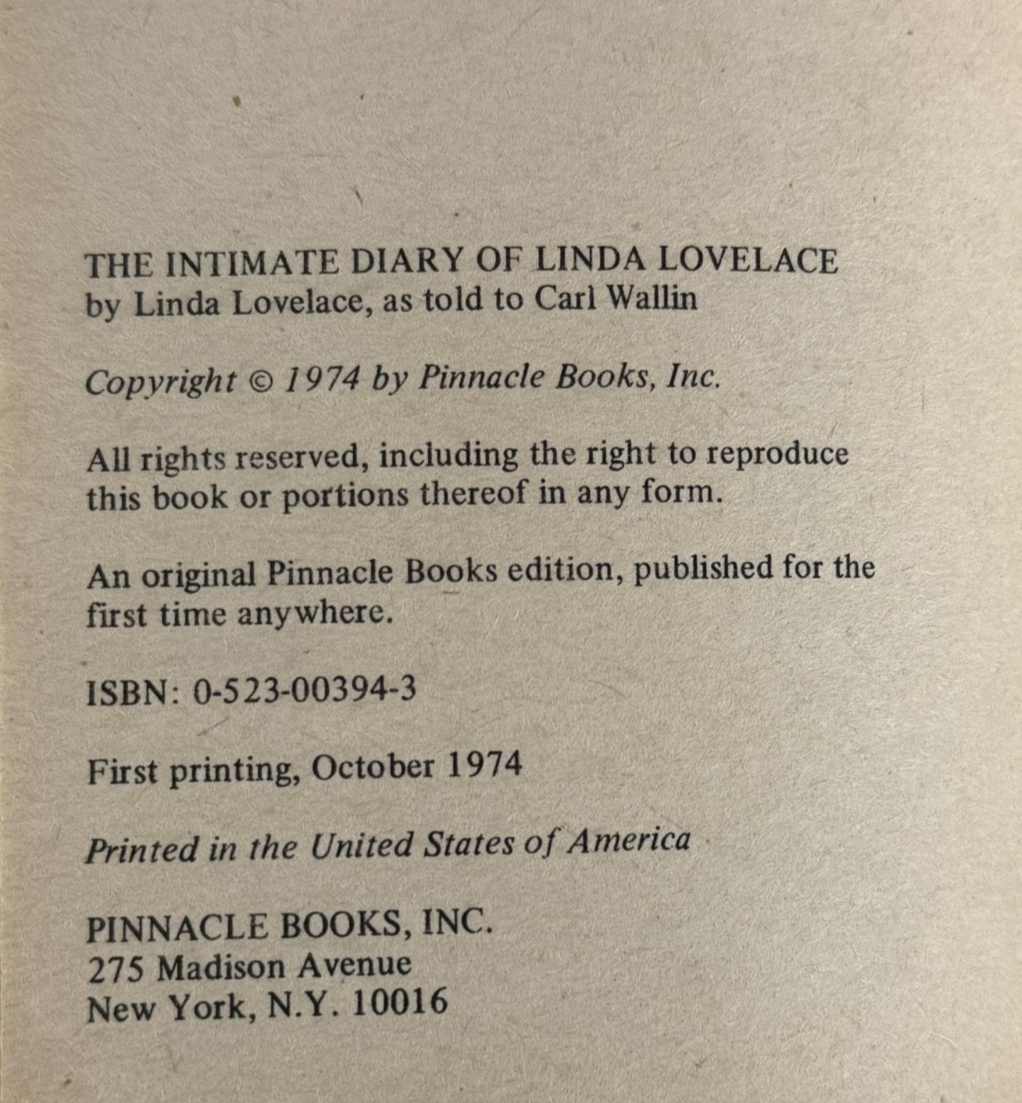 THE INTIMATE DIARY OF LINDA LOVELACE
by Linda Lovelace, as told to Carl Wallin
Copyright © 1974 by Pinnacle Books, Inc.
All rights reserved, including the right to reproduce
this book or portions thereof in any form.
An original Pinnacle Books edition, published for the
first time anywhere.
ISBN: 0-523-00394-3
First printing, October 1974
Printed in the United States of America
PINNACLE BOOKS, INC.
275 Madison Avenue
New York, N.Y. 10016